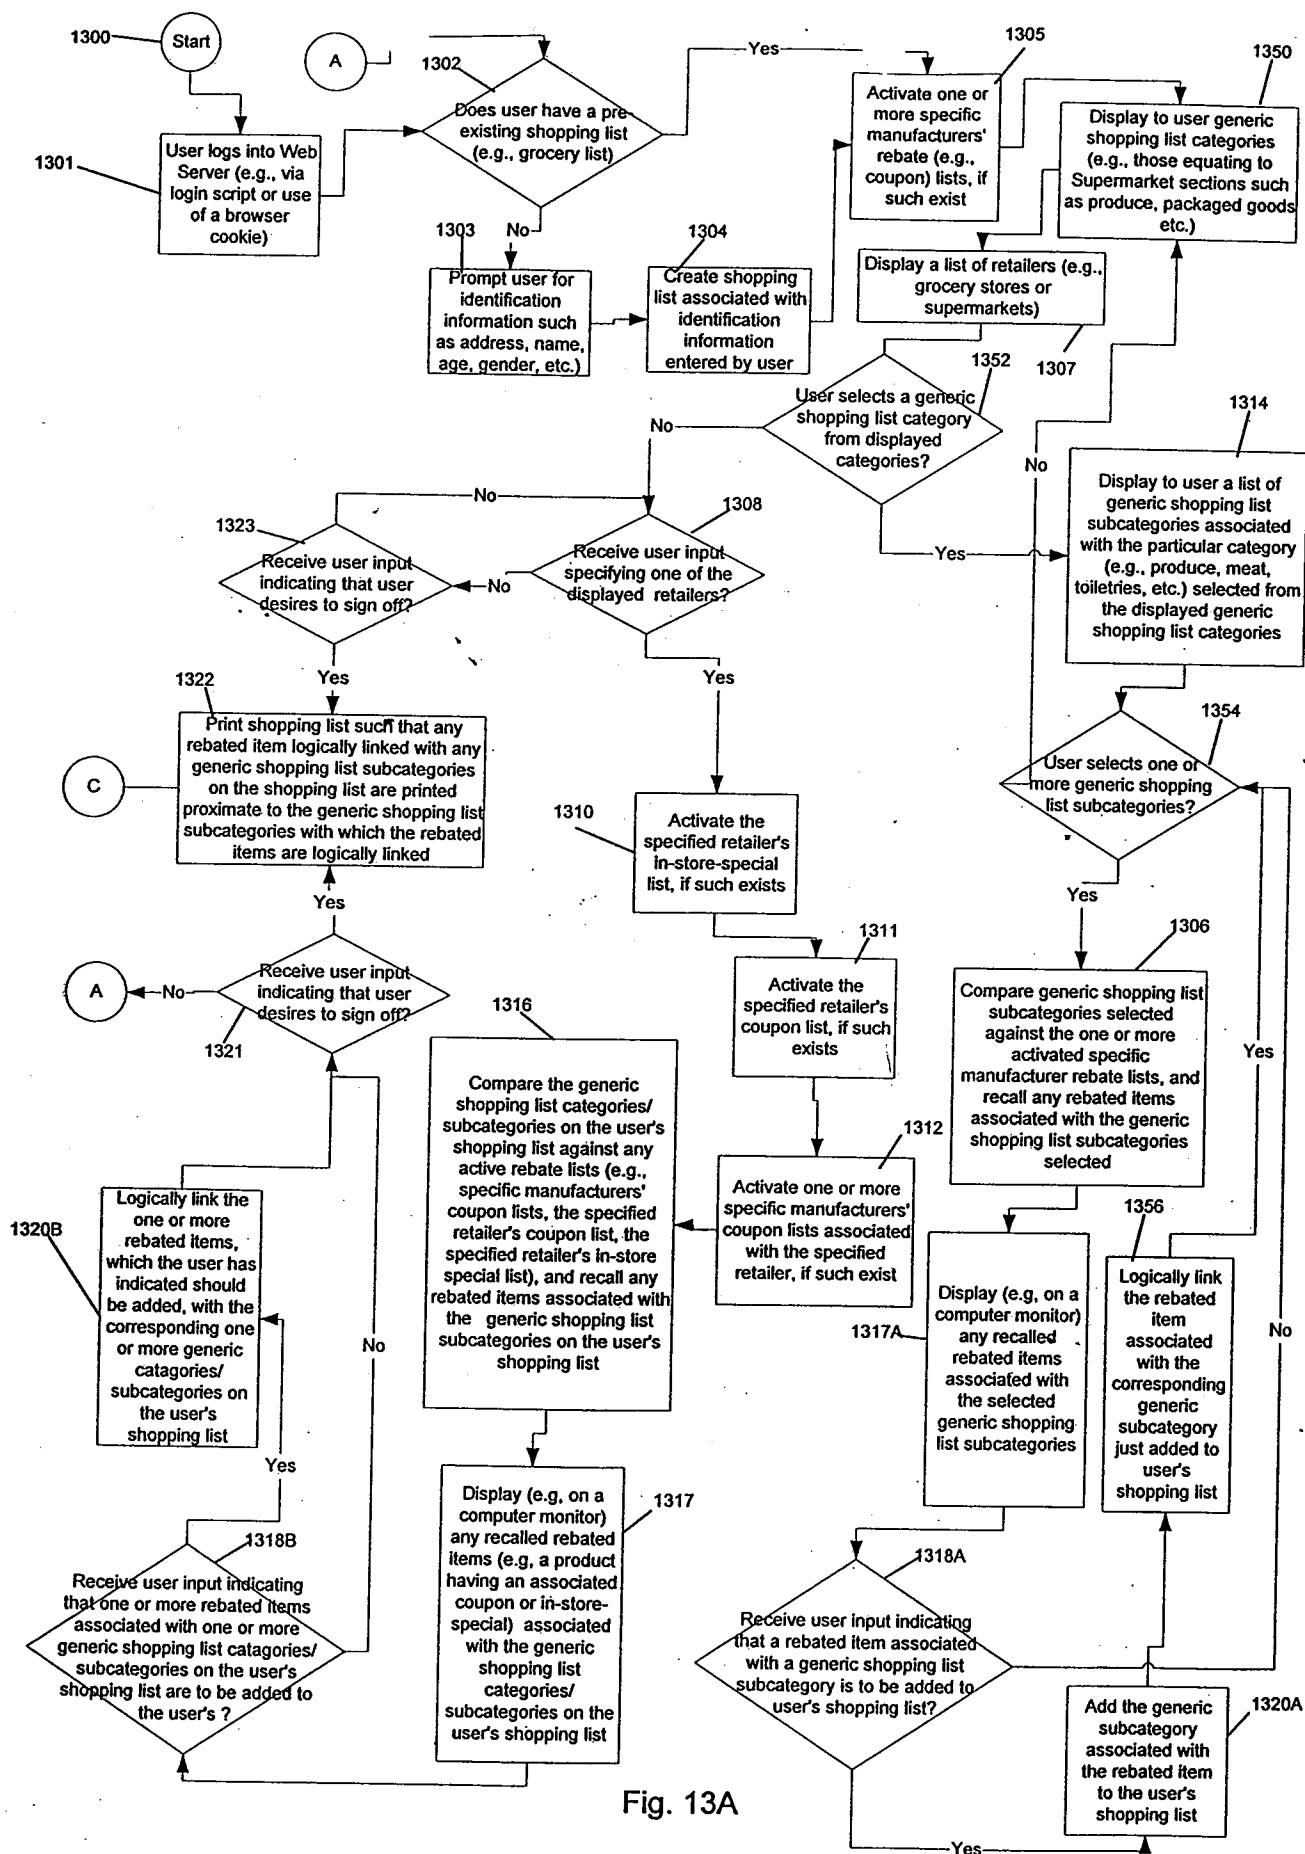 1300
Start
A
1302
Does user have a pre-
existing shopping list
(e.g., grocery list)
Yes
1305
Activate one or
more specific
manufacturers'
rebate (e.g.,
coupon) lists, if
such exist
1350
Display to user generic
shopping list categories
(e.g., those equating to
Supermarket sections such
as produce, packaged goods
etc.)
1301
User logs into Web
Server (e.g., via
login script or use
of a browser
cookie)
No
1303
Prompt user for
identification
information such
as address, name,
age, gender, etc.)
1304
Create shopping
list associated with
identification
information
entered by user
Display a list of retailers (e.g.,
grocery stores or
supermarkets)
1307
1352
User selects a generic
shopping list category
from displayed
categories?
No
Yes
No
1314
Display to user a list of
generic shopping list
subcategories associated
with the particular category
(e.g., produce, meat,
toiletries, etc.) selected from
the displayed generic
shopping list categories
No
1323
Receive user input
indicating that user
desires to sign off?
No
1308
Receive user input
specifying one of the
displayed retailers?
Yes
Yes
1322
Print shopping list such that any
rebated item logically linked with any
generic shopping list subcategories
on the shopping list are printed
proximate to the generic shopping list
subcategories with which the rebated
items are logically linked
C
1354
User selects one or
more generic shopping
list subcategories?
Yes
1310
Activate the
specified retailer's
in-store-special
list, if such exists
1311
Activate the
specified retailer's
coupon list, if such
exists
1306
Compare generic shopping list
subcategories selected
against the one or more
activated specific
manufacturer rebate lists, and
recall any rebated items
associated with the generic
shopping list subcategories
selected
Yes
Yes
A
No
Receive user input
indicating that user
desires to sign off?
1321
1316
Compare the generic
shopping list categories/
subcategories on the user's
shopping list against any
active rebate lists (e.g.,
specific manufacturers'
coupon lists, the specified
retailer's coupon list, the
specified retailer's in-store
special list), and recall any
rebated items associated with
the generic shopping list
subcategories on the user's
shopping list
1312
Activate one or more
specific manufacturers'
coupon lists associated
with the specified
retailer, if such exist
1320B
Logically link the
one or more
rebated items,
which the user has
indicated should
be added, with the
corresponding one
or more generic
catagories/
subcategories on
the user's
shopping list
No
Yes
1317A
Display (e.g, on a
computer monitor)
any recalled
rebated items
associated with
the selected
generic shopping
list subcategories
1356
Logically link
the rebated
item
associated
with the
corresponding
generic
subcategory
just added to
user's
shopping list
No
1317
Display (e.g, on a
computer monitor)
any recalled rebated
items (e.g, a product
having an associated
coupon or in-store-
special) associated
with the generic
shopping list
categories/
subcategories on the
user's shopping list
1318B
Receive user input indicating
that one or more rebated items
associated with one or more
generic shopping list catagories/
subcategories on the user's
shopping list are to be added to
the user's ?
1318A
Receive user input indicating
that a rebated item associated
with a generic shopping list
subcategory is to be added to
user's shopping list?
1320A
Add the generic
subcategory
associated with
the rebated item
to the user's
shopping list
Yes
Fig. 13A